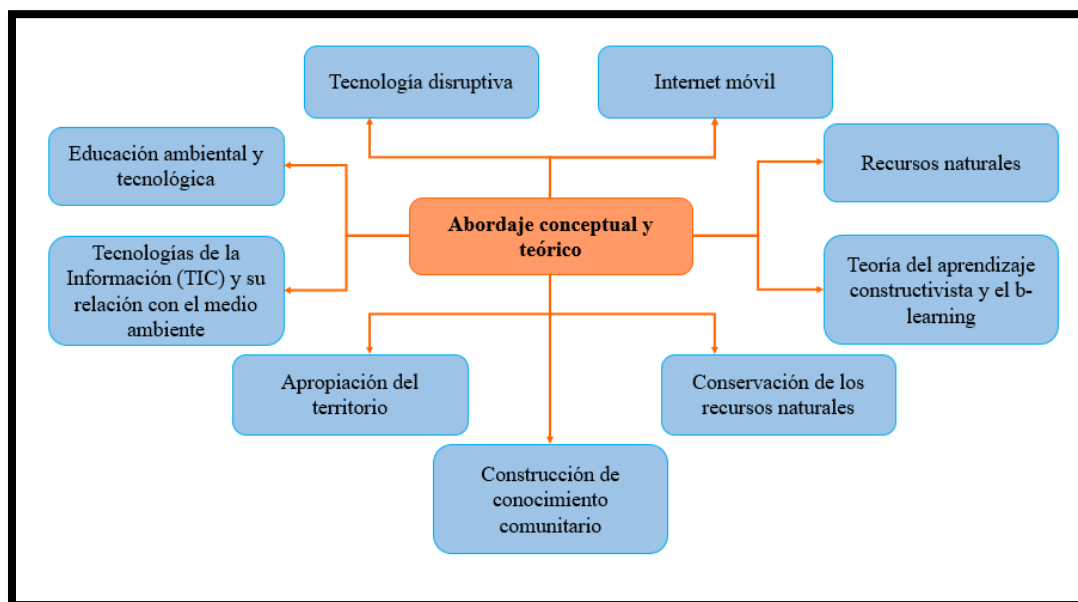 Tecnología disruptiva
Internet móvil
Educación ambiental y
tecnológica
Recursos naturales
Abordaje conceptual y
teórico
Tecnologías de la
Información (TIC) y su
relación con el medio
ambiente
Teoría del aprendizaje
constructivista y el b-
learning
Apropiación del
territorio
Conservación de los
recursos naturales
Construcción de
conocimiento
comunitario